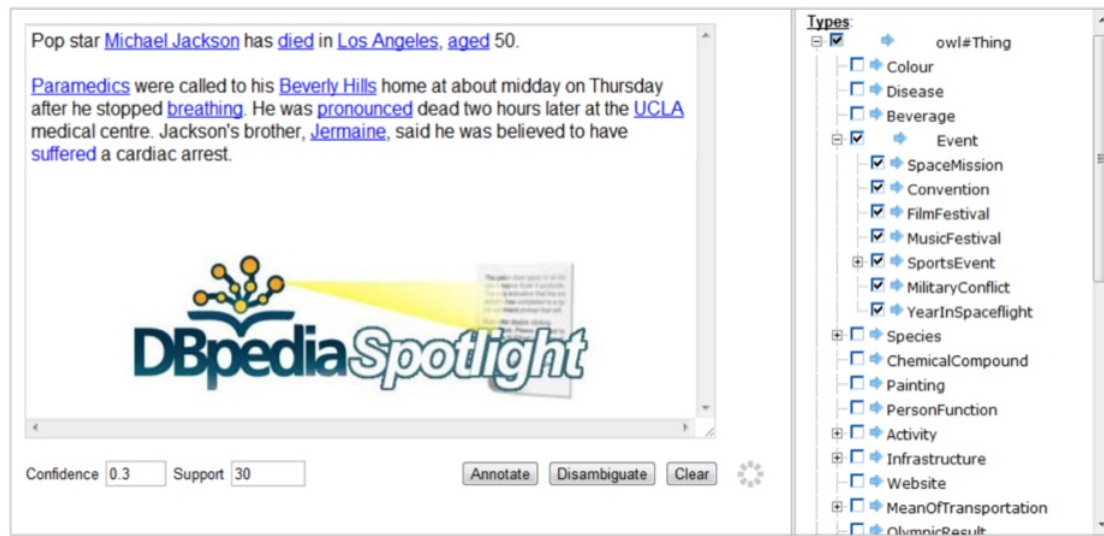 Pop star Michael Jackson has died in Los Angeles, aged 50.
Paramedics were called to his Beverly Hills home at about midday on Thursday
after he stopped breathing. He was pronounced dead two hours later at the UCLA
medical centre. Jackson's brother, Jermaine, said he was believed to have
suffered a cardiac arrest.
DBpedia Spotlight
Confidence 0.3 Support 30 Annotate Disambiguate Clear
Types:
owl#Thing
Colour
Disease
Beverage
Event
SpaceMission
Convention
FilmFestival
MusicFestival
SportsEvent
MilitaryConflict
YearInSpaceflight
Species
ChemicalCompound
Painting
PersonFunction
Activity
Infrastructure
Website
MeanOfTransportation
OlympicResult